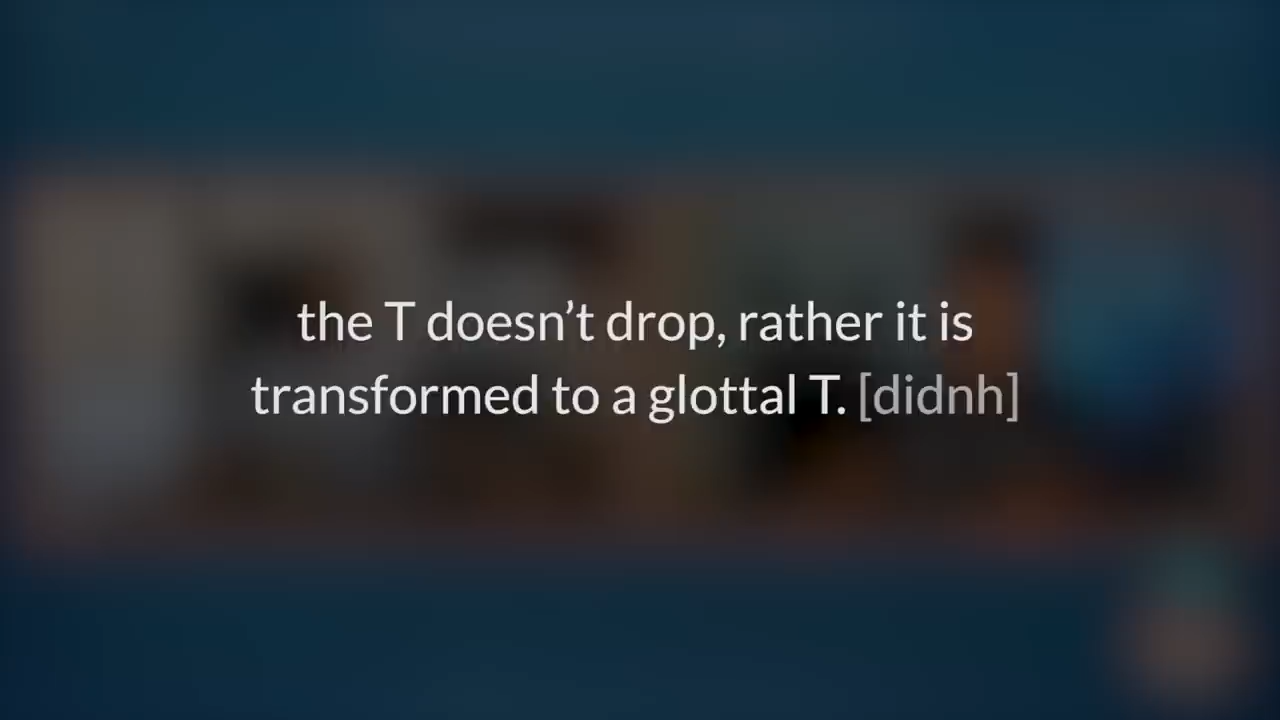 the T doesn’t drop, rather it is
transformed to a glottal T. [didnh]